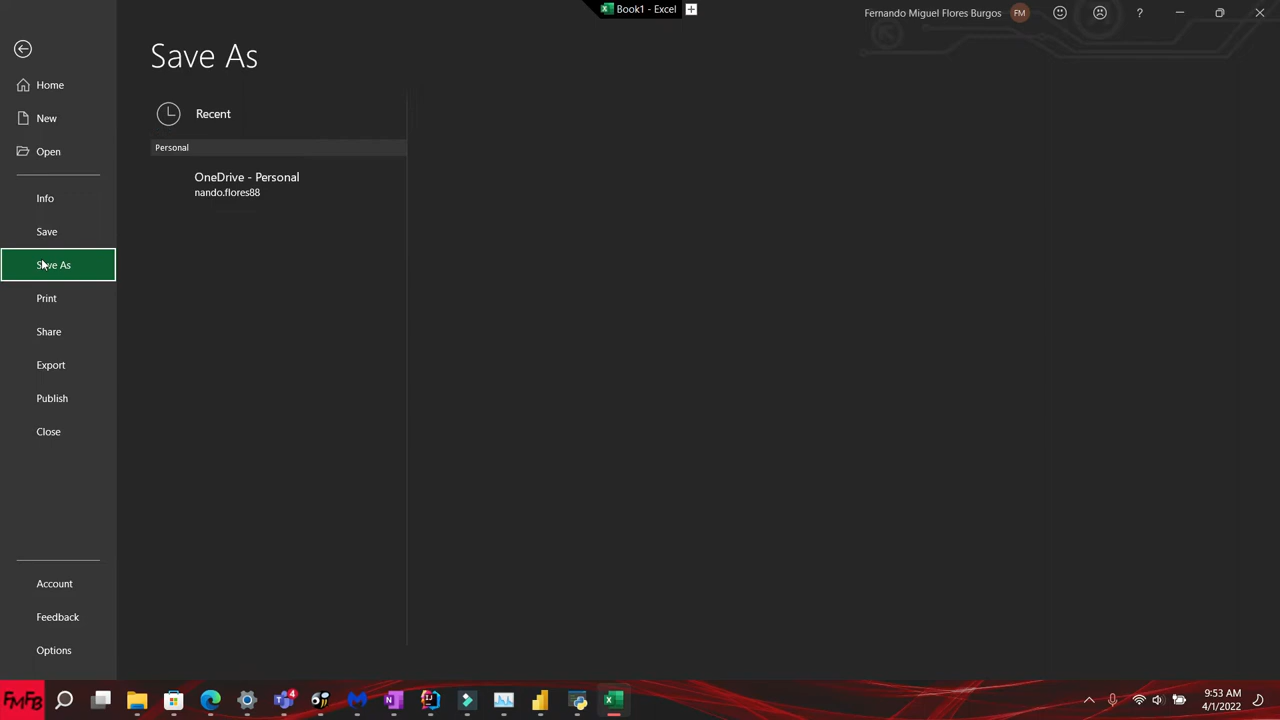 Book1 - Excel
Fernando Miguel Flores Burgos
FM
Save As
Home
New
Open
Info
Save
Save As
Print
Share
Export
Publish
Close
Account
Feedback
Options
Recent
Personal
OneDrive - Personal
nando.flores88
FMFB
4
9:53 AM
4/1/2022